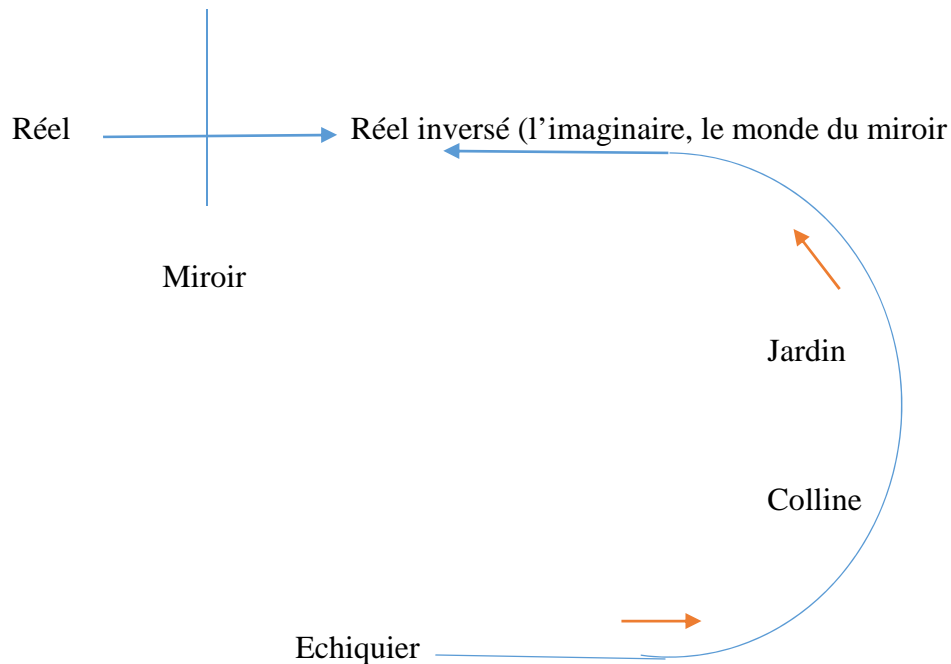 Réel
Réel inversé (l’imaginaire, le monde du miroir
Miroir
Jardin
Colline
Echiquier